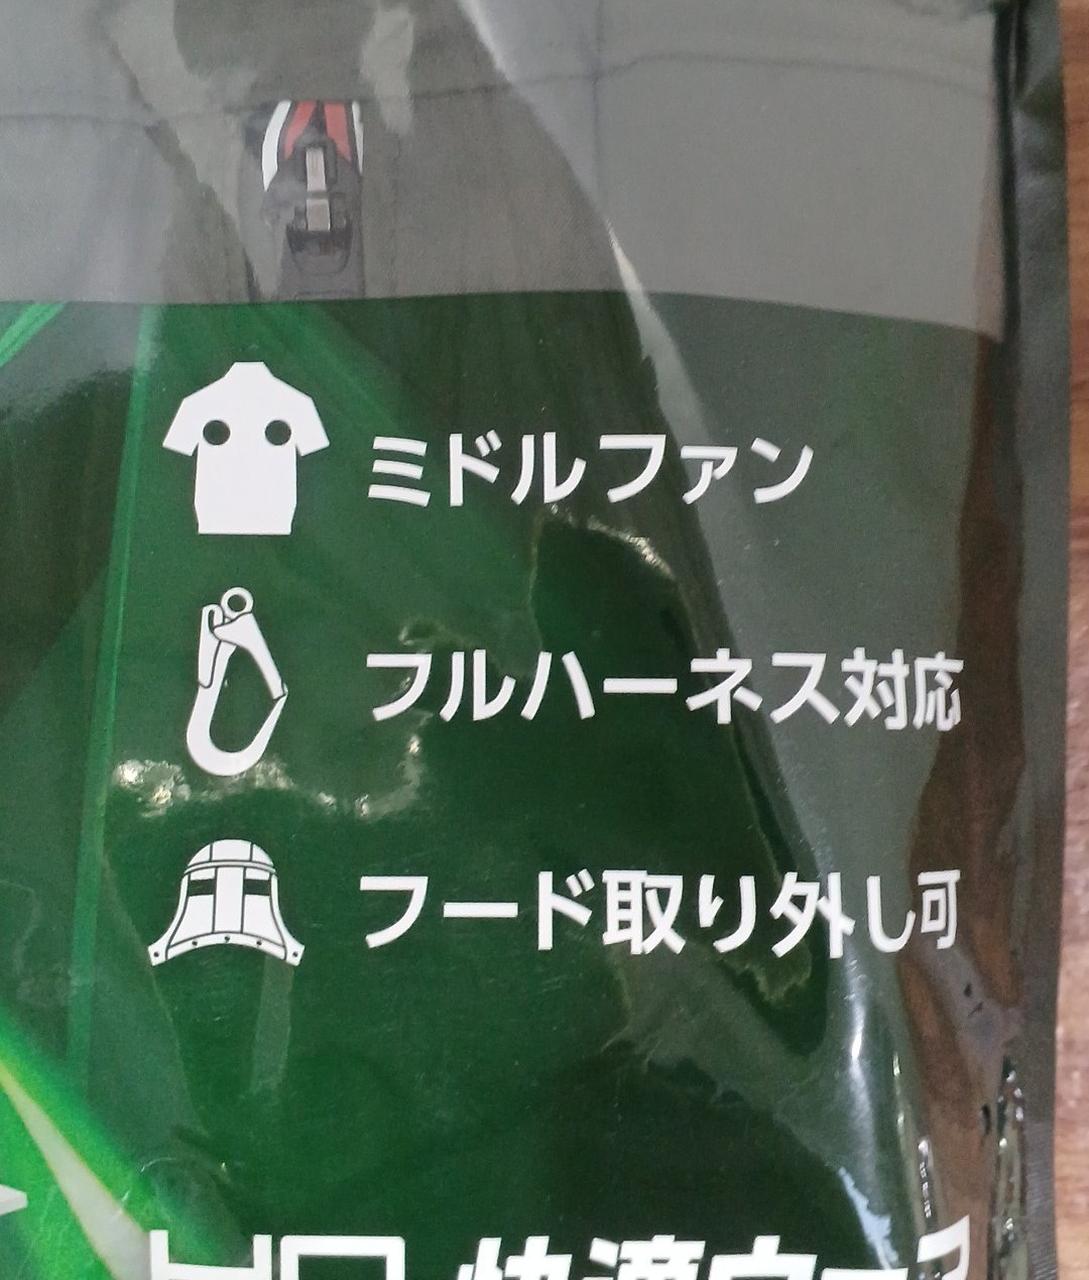 ミドルファン
フルハーネス対応
フード取り外し可